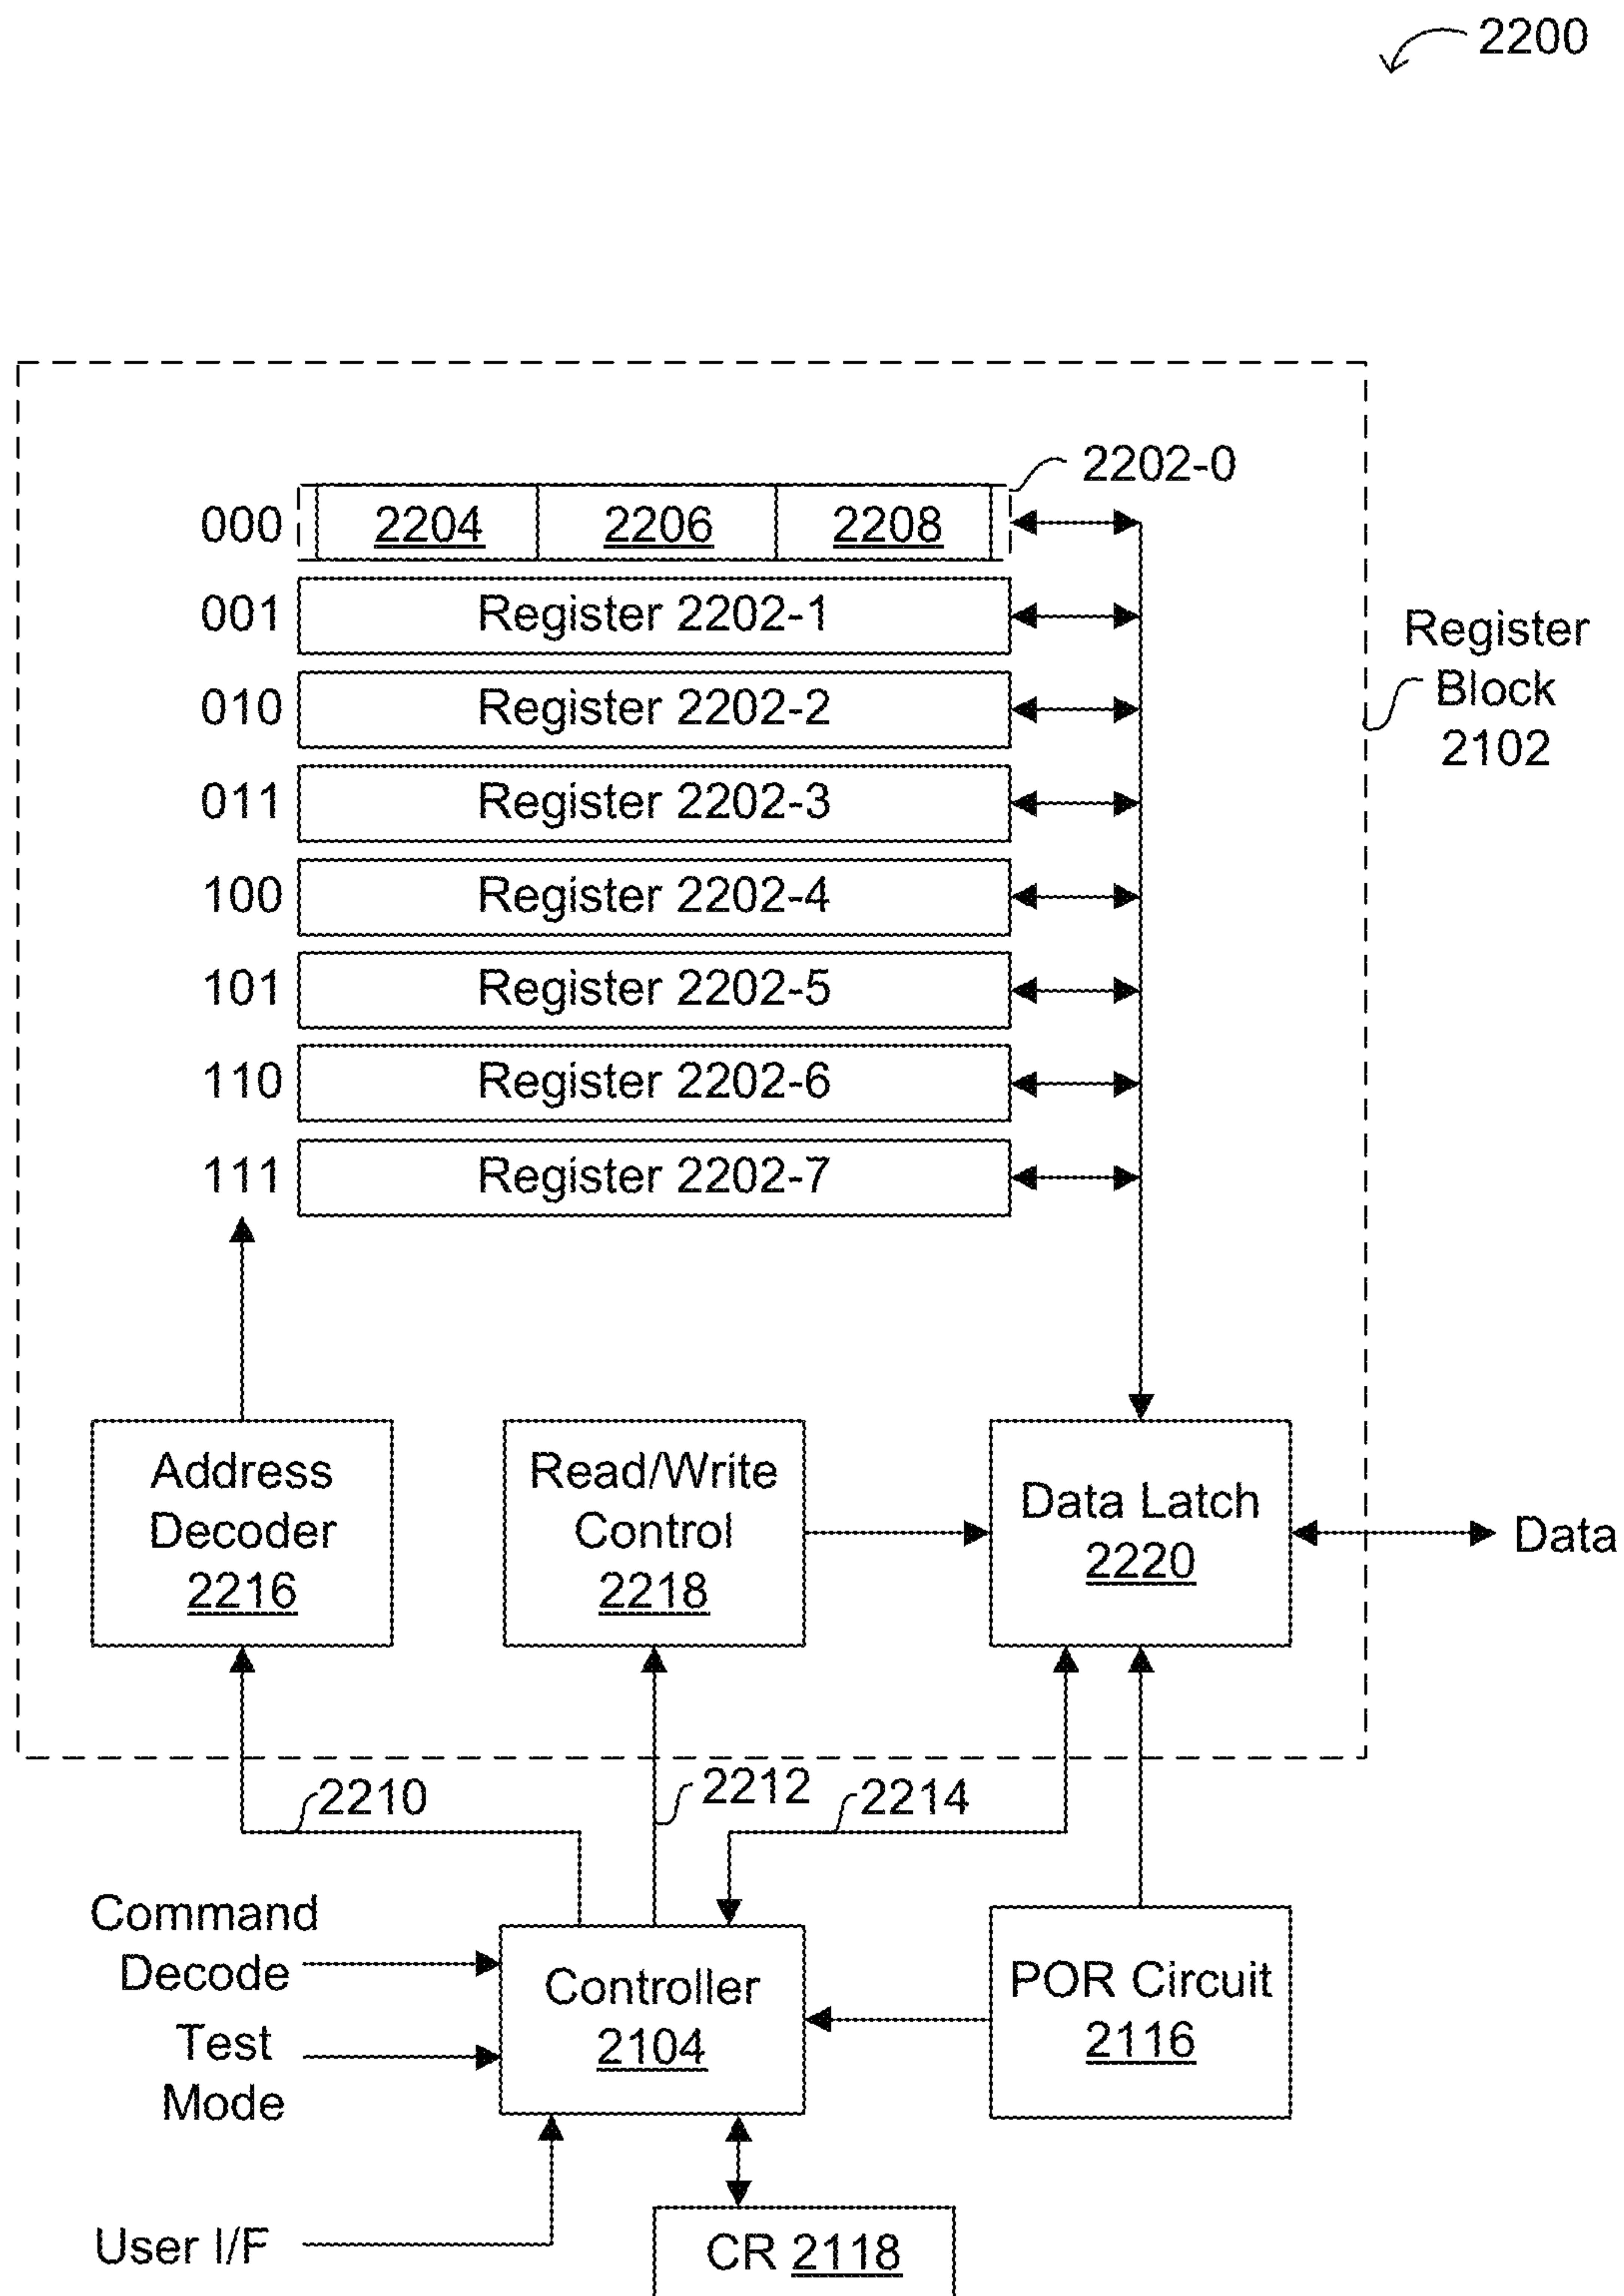 2200
2202-0
000 2204 2206 2208
001 Register 2202-1
010 Register 2202-2
011 Register 2202-3
100 Register 2202-4
101 Register 2202-5
110 Register 2202-6
111 Register 2202-7
Register
Block
2102
Address
Decoder
2216
Read/Write
Control
2218
Data Latch
2220
Data
2210
2212
2214
Command
Decode
Test
Mode
User I/F
Controller
2104
POR Circuit
2116
CR 2118